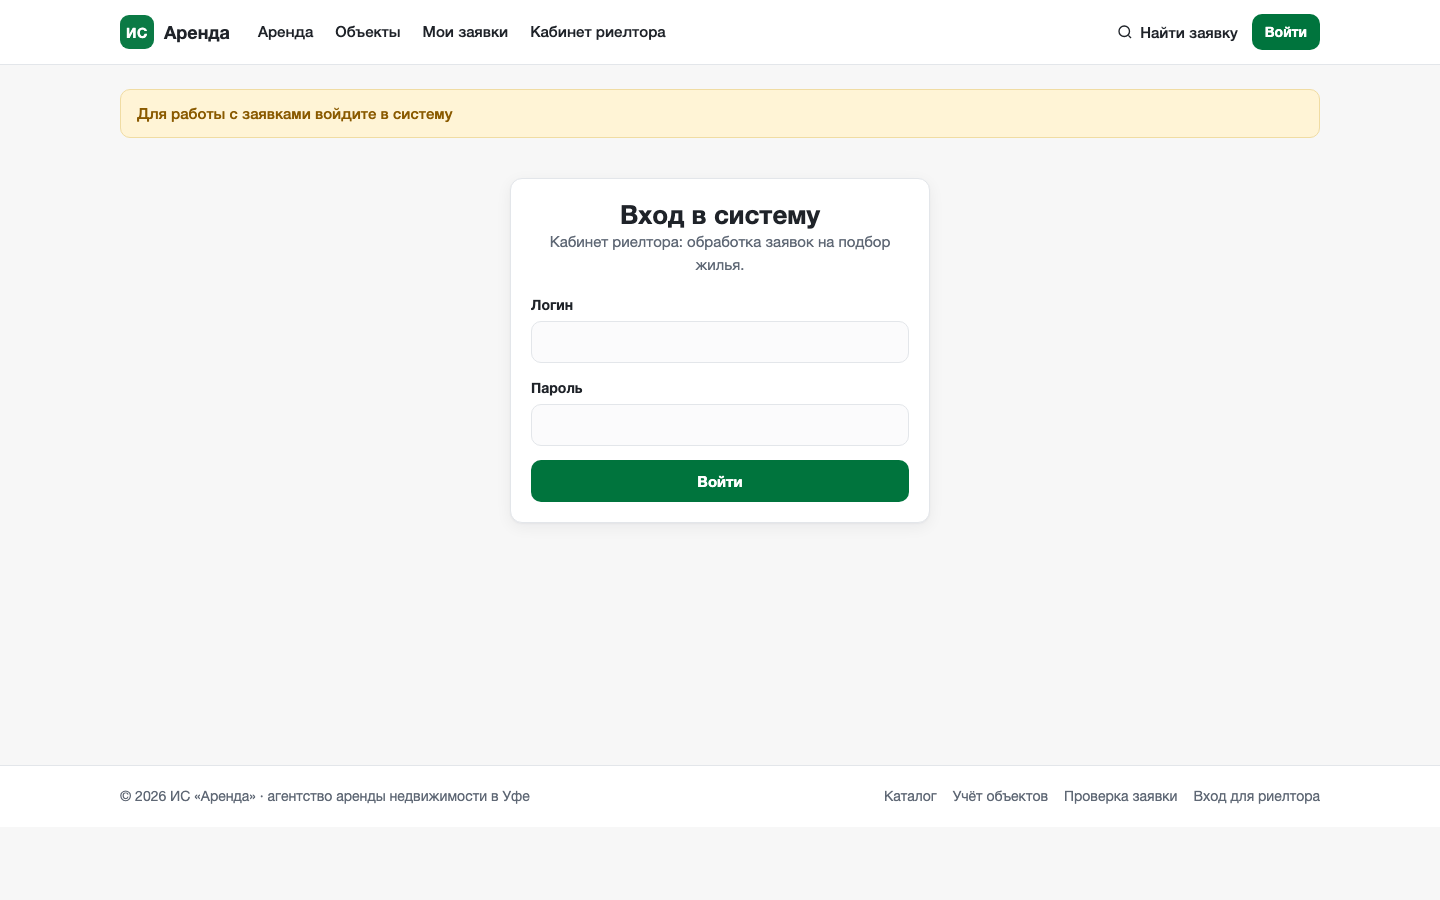 ИС Аренда Аренда Объекты Мои заявки Кабинет риелтора Найти заявку Войти
Для работы с заявками войдите в систему
Вход в систему
Кабинет риелтора: обработка заявок на подбор
жилья.
Логин
Пароль
Войти
© 2026 ИС «Аренда» · агентство аренды недвижимости в Уфе Каталог Учёт объектов Проверка заявки Вход для риелтора